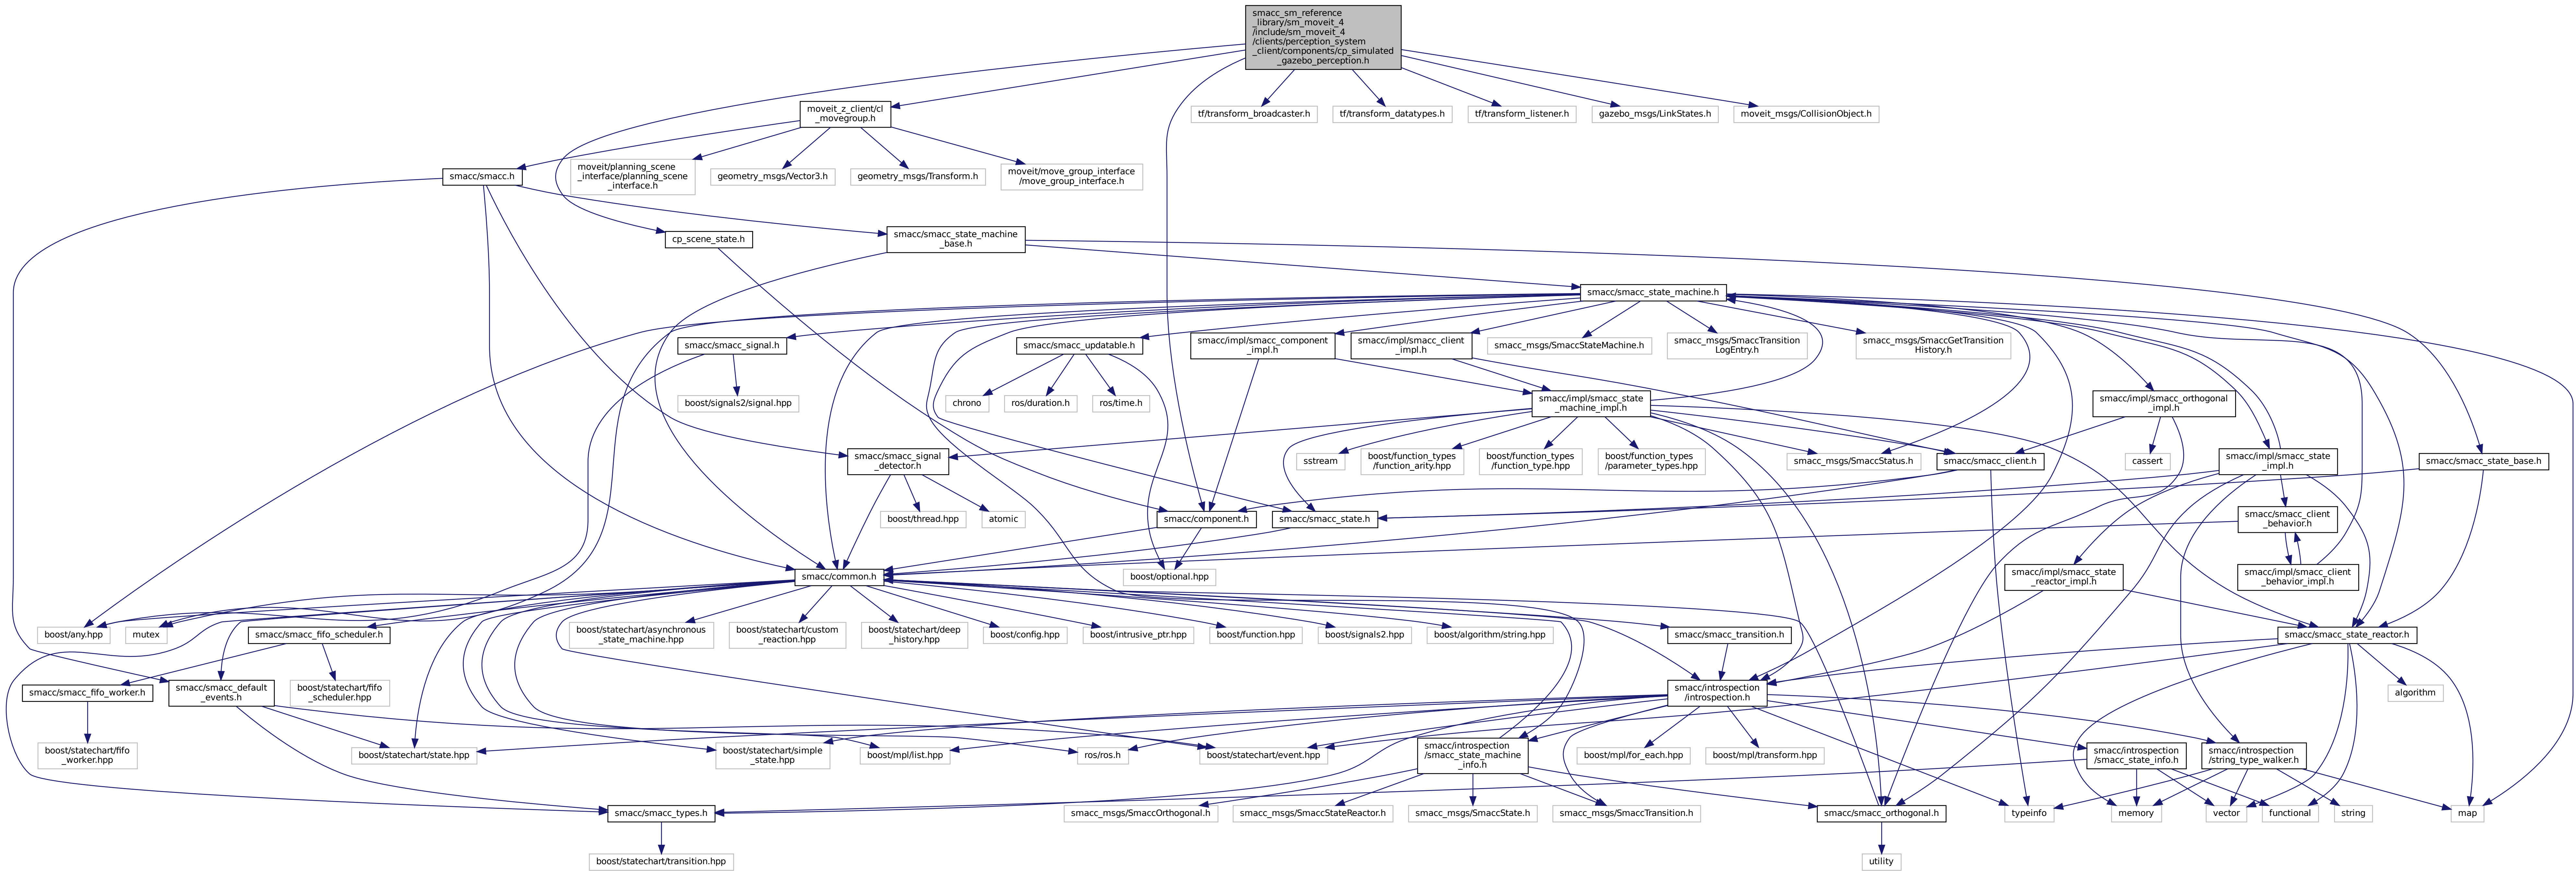 smacc_sm_reference
_library/sm_moveit_4
/include/sm_moveit_4
/clients/perception_system
_client/components/cp_simulated
_gazebo_perception.h
moveit_z_client/cl
_movegroup.h
tf/transform_broadcaster.h
tf/transform_datatypes.h
tf/transform_listener.h
gazebo_msgs/LinkStates.h
moveit_msgs/CollisionObject.h
smacc/smacc.h
moveit/planning_scene
_interface/planning_scene
_interface.h
geometry_msgs/Vector3.h
geometry_msgs/Transform.h
moveit/move_group_interface
/move_group_interface.h
cp_scene_state.h
smacc/smacc_state_machine
_base.h
smacc/smacc_state_machine.h
smacc/smacc_signal.h
smacc/smacc_updatable.h
smacc/impl/smacc_component
_impl.h
smacc/impl/smacc_client
_impl.h
smacc_msgs/SmaccStateMachine.h
smacc_msgs/SmaccTransition
LogEntry.h
smacc_msgs/SmaccGetTransition
History.h
boost/signals2/signal.hpp
chrono
ros/duration.h
ros/time.h
smacc/impl/smacc_state
_machine_impl.h
smacc/impl/smacc_orthogonal
_impl.h
smacc/smacc_signal
_detector.h
sstream
boost/function_types
/function_arity.hpp
boost/function_types
/function_type.hpp
boost/function_types
/parameter_types.hpp
smacc_msgs/SmaccStatus.h
smacc/smacc_client.h
cassert
smacc/impl/smacc_state
_impl.h
smacc/smacc_state_base.h
boost/thread.hpp
atomic
smacc/component.h
smacc/smacc_state.h
smacc/smacc_client
_behavior.h
smacc/common.h
boost/optional.hpp
smacc/impl/smacc_state
_reactor_impl.h
smacc/impl/smacc_client
_behavior_impl.h
boost/any.hpp
mutex
smacc/smacc_fifo_scheduler.h
boost/statechart/asynchronous
_state_machine.hpp
boost/statechart/custom
_reaction.hpp
boost/statechart/deep
_history.hpp
boost/config.hpp
boost/intrusive_ptr.hpp
boost/function.hpp
boost/signals2.hpp
boost/algorithm/string.hpp
smacc/smacc_transition.h
smacc/smacc_state_reactor.h
smacc/smacc_fifo_worker.h
smacc/smacc_default
_events.h
boost/statechart/fifo
_scheduler.hpp
smacc/introspection
/introspection.h
algorithm
boost/statechart/fifo
_worker.hpp
boost/statechart/state.hpp
boost/statechart/simple
_state.hpp
boost/mpl/list.hpp
ros/ros.h
boost/statechart/event.hpp
smacc/introspection
/smacc_state_machine
_info.h
boost/mpl/for_each.hpp
boost/mpl/transform.hpp
smacc/introspection
/smacc_state_info.h
smacc/introspection
/string_type_walker.h
smacc/smacc_types.h
smacc_msgs/SmaccOrthogonal.h
smacc_msgs/SmaccStateReactor.h
smacc_msgs/SmaccState.h
smacc_msgs/SmaccTransition.h
smacc/smacc_orthogonal.h
typeinfo
memory
vector
functional
string
map
boost/statechart/transition.hpp
utility